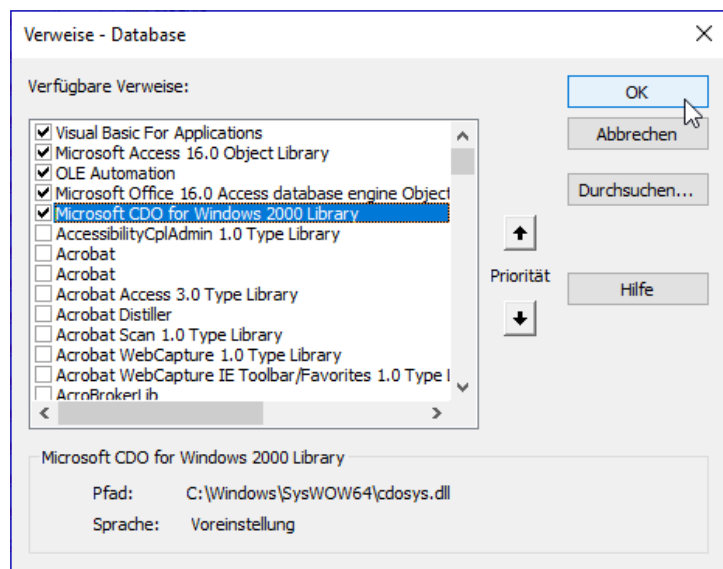 Verweise - Database
Verfügbare Verweise:
Visual Basic For Applications
Microsoft Access 16.0 Object Library
OLE Automation
Microsoft Office 16.0 Access database engine Object
Microsoft CDO for Windows 2000 Library
AccessibilityCplAdmin 1.0 Type Library
Acrobat
Acrobat
Acrobat Access 3.0 Type Library
Acrobat Distiller
Acrobat Scan 1.0 Type Library
Acrobat WebCapture 1.0 Type Library
Acrobat WebCapture IE Toolbar/Favorites 1.0 Type
AcroBrokerLib
OK
Abbrechen
Durchsuchen...
Priorität
Hilfe
Microsoft CDO for Windows 2000 Library
Pfad: C:\Windows\SysWOW64\cdosys.dll
Sprache: Voreinstellung